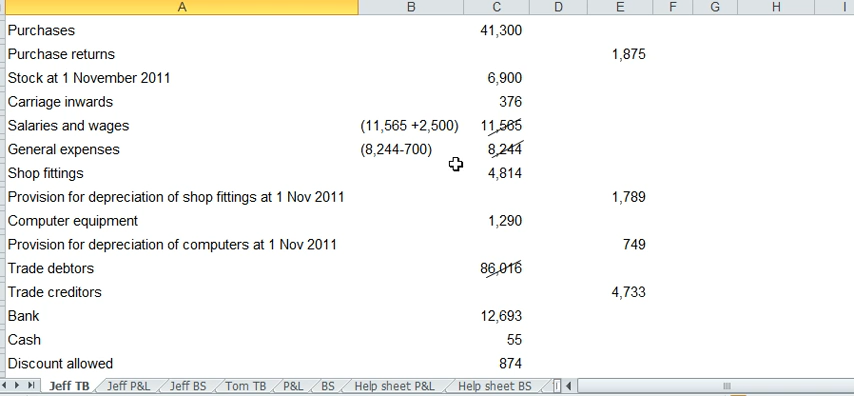 A B C D E F G H I
Purchases 41,300
Purchase returns 1,875
Stock at 1 November 2011 6,900
Carriage inwards 376
Salaries and wages (11,565 +2,500) 11,565
General expenses (8,244-700) 8,244
Shop fittings 4,814
Provision for depreciation of shop fittings at 1 Nov 2011 1,789
Computer equipment 1,290
Provision for depreciation of computers at 1 Nov 2011 749
Trade debtors 86,016
Trade creditors 4,733
Bank 12,693
Cash 55
Discount allowed 874
Jeff TB Jeff P&L Jeff BS Tom TB P&L BS Help sheet P&L Help sheet BS